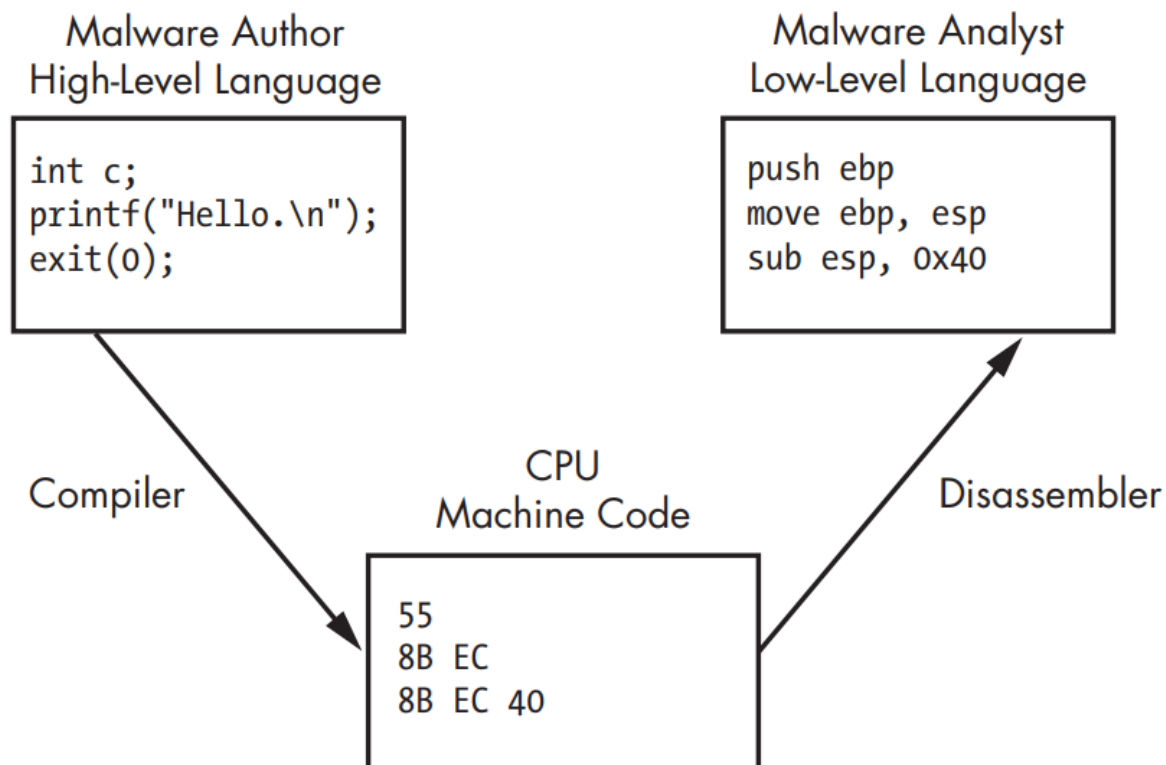 Malware Author
High-Level Language
int c;
printf("Hello.\n");
exit(0);
Malware Analyst
Low-Level Language
push ebp
move ebp, esp
sub esp, 0x40
Compiler
CPU
Machine Code
Disassembler
55
8B EC
8B EC 40